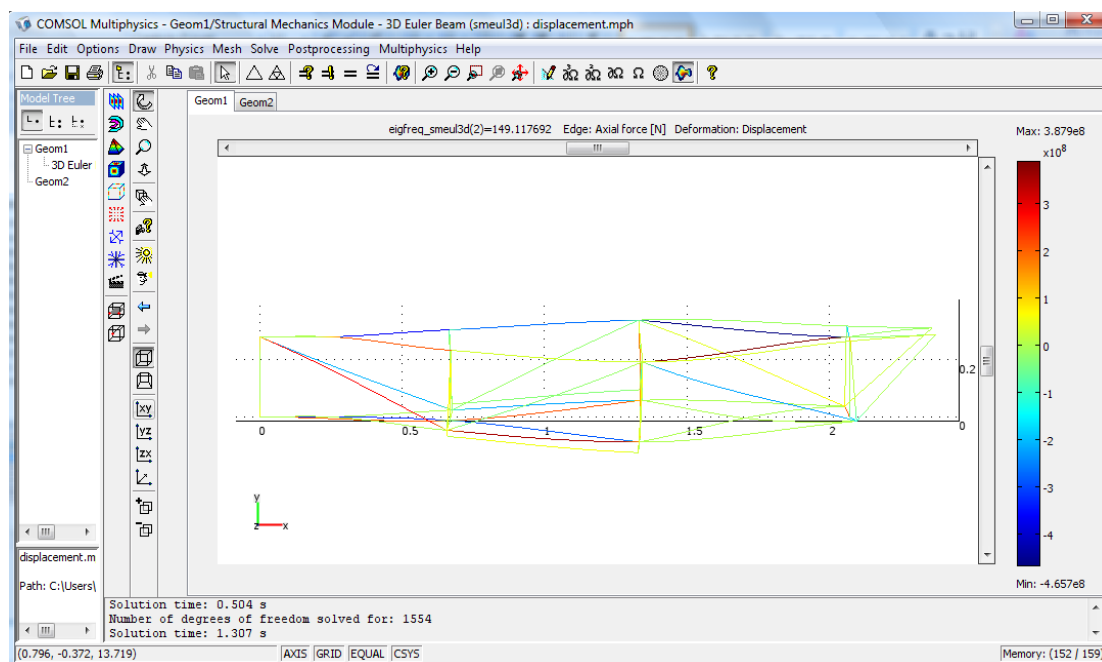 COMSOL Multiphysics - Geom1/Structural Mechanics Module - 3D Euler Beam (smeul3d) : displacement.mph
File Edit Options Draw Physics Mesh Solve Postprocessing Multiphysics Help
Model Tree
Geom1
3D Euler
Geom2
Geom1 Geom2
eigfreq_smeul3d(2)=149.117692 Edge: Axial force [N] Deformation: Displacement
Max: 3.879e8
x10^8
3
2
1
0
-1
-2
-3
-4
Min: -4.657e8
0.2
0
0 0.5 1 1.5 2
y
z x
xy
yz
zx
displacement.m
Path: C:\Users\
Solution time: 0.504 s
Number of degrees of freedom solved for: 1554
Solution time: 1.307 s
(0.796, -0.372, 13.719) AXIS GRID EQUAL CSYS Memory: (152 / 159)